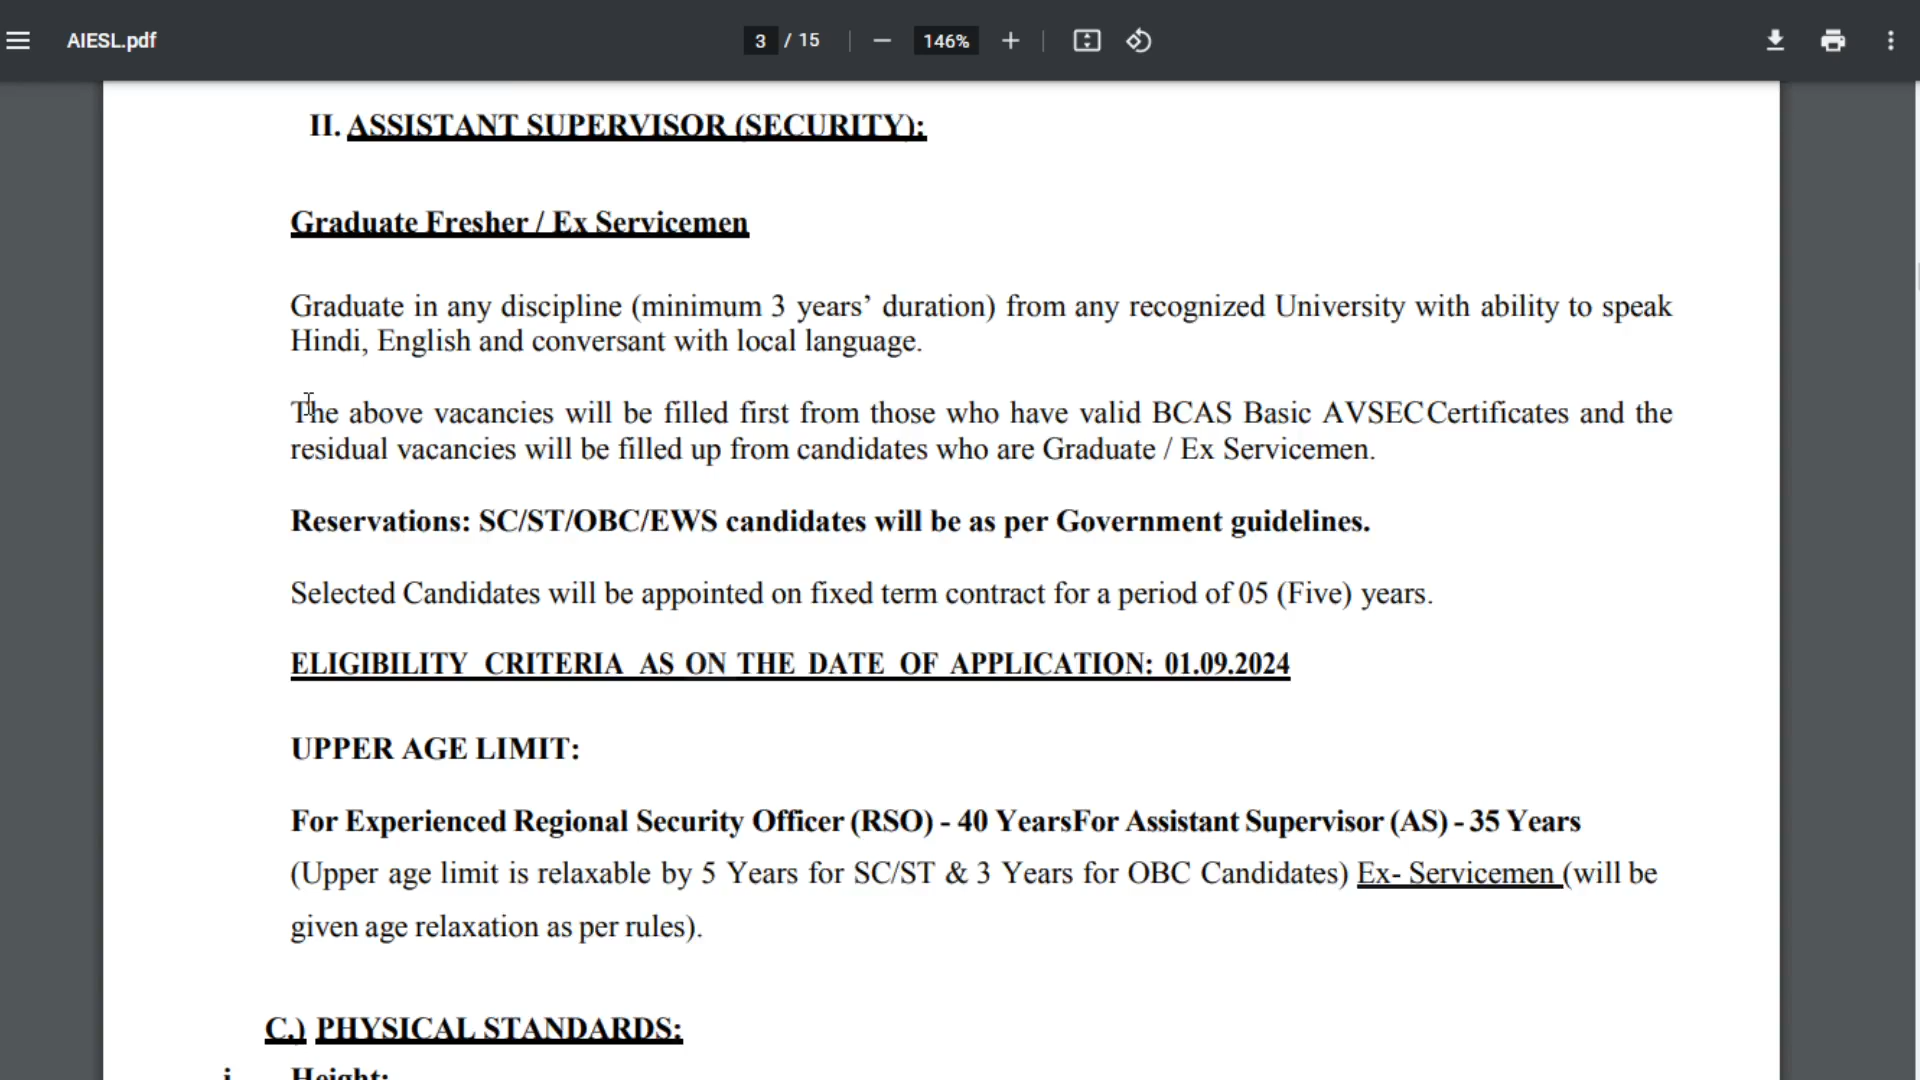 AIESL.pdf
3 / 15
146%
II. ASSISTANT SUPERVISOR (SECURITY):
Graduate Fresher / Ex Servicemen
Graduate in any discipline (minimum 3 years’ duration) from any recognized University with ability to speak
Hindi, English and conversant with local language.
The above vacancies will be filled first from those who have valid BCAS Basic AVSECCertificates and the
residual vacancies will be filled up from candidates who are Graduate / Ex Servicemen.
Reservations: SC/ST/OBC/EWS candidates will be as per Government guidelines.
Selected Candidates will be appointed on fixed term contract for a period of 05 (Five) years.
ELIGIBILITY CRITERIA AS ON THE DATE OF APPLICATION: 01.09.2024
UPPER AGE LIMIT:
For Experienced Regional Security Officer (RSO) - 40 YearsFor Assistant Supervisor (AS) - 35 Years
(Upper age limit is relaxable by 5 Years for SC/ST & 3 Years for OBC Candidates) Ex- Servicemen (will be
given age relaxation as per rules).
C.) PHYSICAL STANDARDS:
i Height: